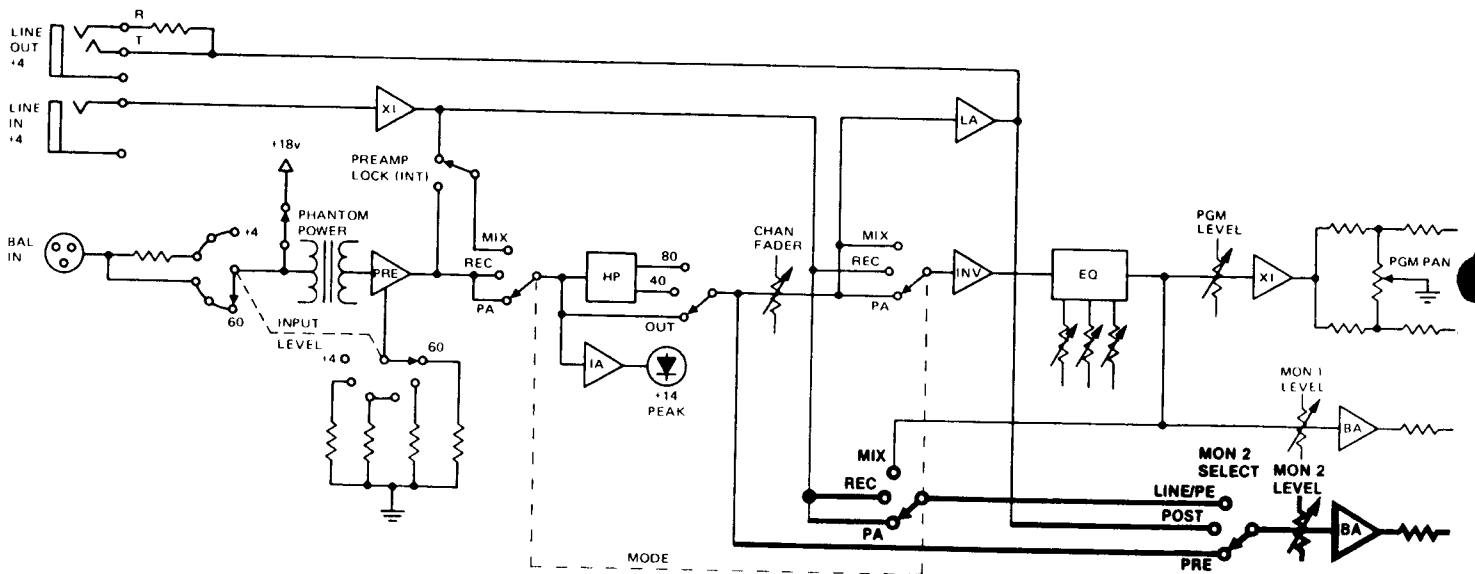 LINE
OUT
+4
R
T
LINE
IN
+4
X1
LA
+18v
PREAMP
LOCK (INT)
PHANTOM
POWER
BAL
IN
+4
60
PRE
MIX
REC
PA
HP
80
40
OUT
CHAN
FADER
MIX
REC
PA
INV
EQ
PGM
LEVEL
X1
PGM PAN
INPUT
LEVEL
+4
60
IA
+14
PEAK
MON 1
LEVEL
BA
MIX
REC
PA
MON 2
SELECT
MON 2
LEVEL
LINE/PE
POST
PRE
BA
MODE